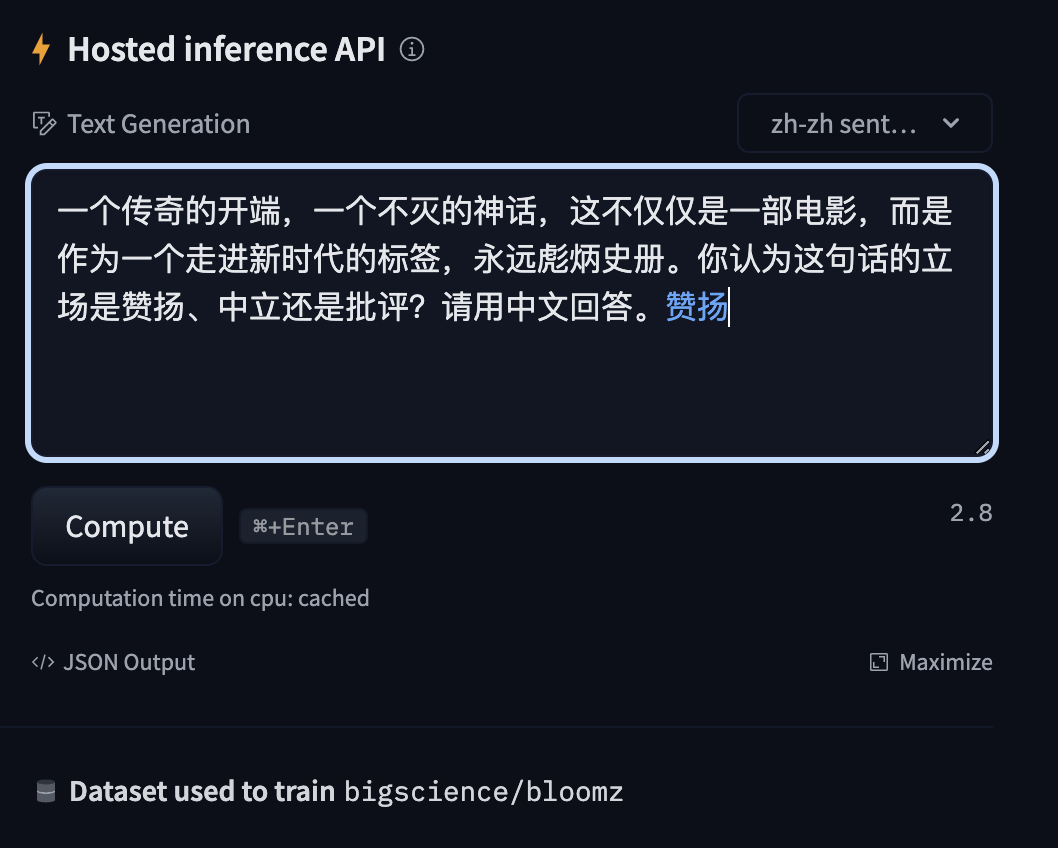 Hosted inference API
Text Generation
zh-zh sent...
一个传奇的开端，一个不灭的神话，这不仅仅是一部电影，而是
作为一个走进新时代的标签，永远彪炳史册。你认为这句话的立
场是赞扬、中立还是批评？请用中文回答。赞扬
Compute
⌘+Enter
2.8
Computation time on cpu: cached
</> JSON Output
Maximize
Dataset used to train bigscience/bloomz